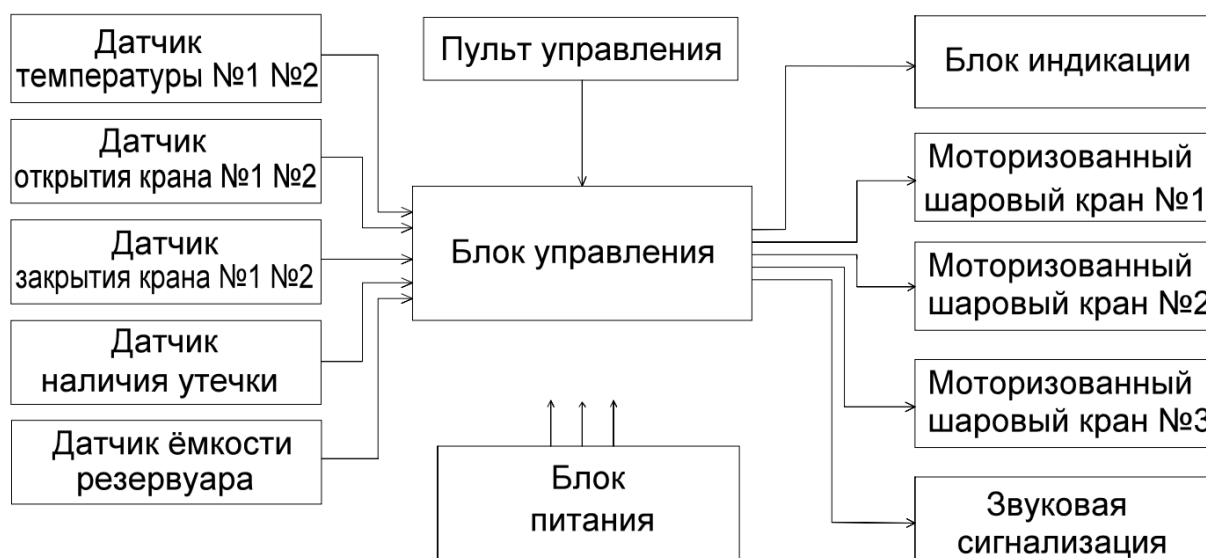 Датчик
температуры №1 №2
Датчик
открытия крана №1 №2
Датчик
закрытия крана №1 №2
Датчик
наличия утечки
Датчик ёмкости
резервуара
Пульт управления
Блок управления
Блок
питания
Блок индикации
Моторизованный
шаровый кран №1
Моторизованный
шаровый кран №2
Моторизованный
шаровый кран №3
Звуковая
сигнализация